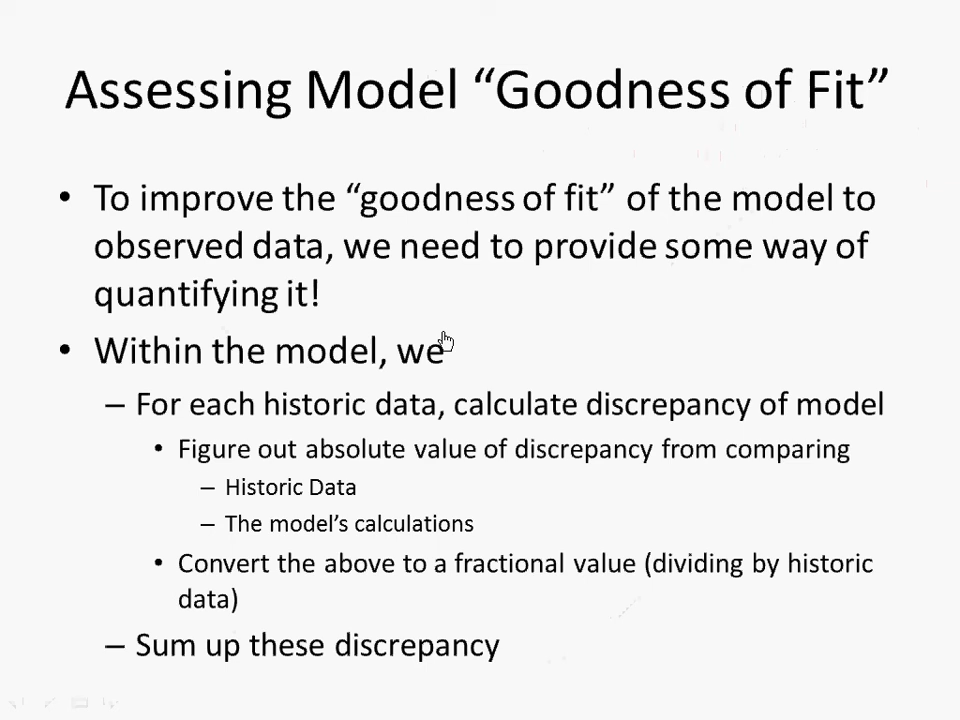 Assessing Model “Goodness of Fit”
• To improve the “goodness of fit” of the model to
observed data, we need to provide some way of
quantifying it!
• Within the model, we
– For each historic data, calculate discrepancy of model
• Figure out absolute value of discrepancy from comparing
– Historic Data
– The model’s calculations
• Convert the above to a fractional value (dividing by historic
data)
– Sum up these discrepancy